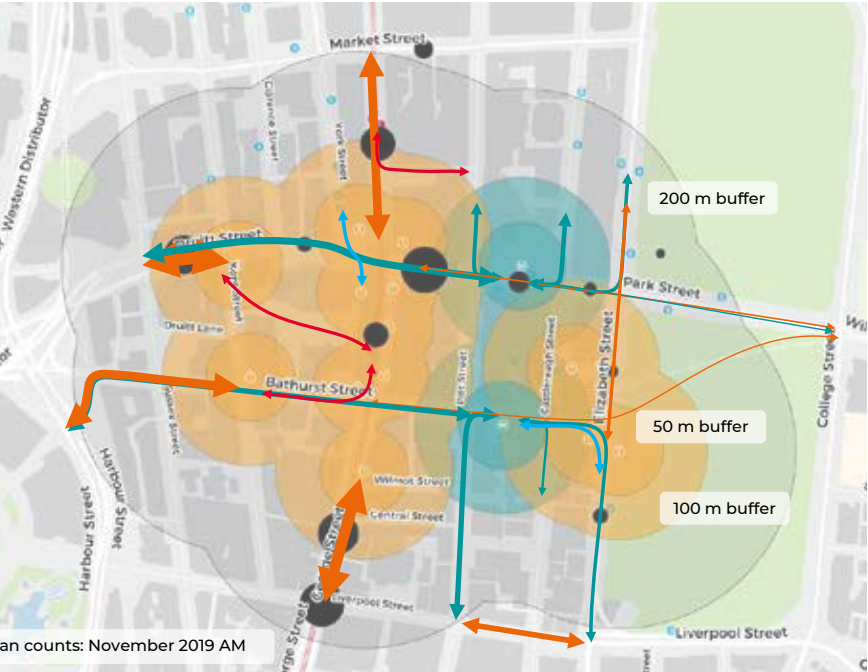 Market Street
Clarence Street
York Street
Western Distributor
200 m buffer
Druitt Street
Kent Street
Park Street
Druitt Lane
Castlereagh Street
Elizabeth Street
College Street
Bathurst Street
50 m buffer
Wilmot Street
100 m buffer
Central Street
Harbour Street
Harbour Street
Liverpool Street
Liverpool Street
an counts: November 2019 AM